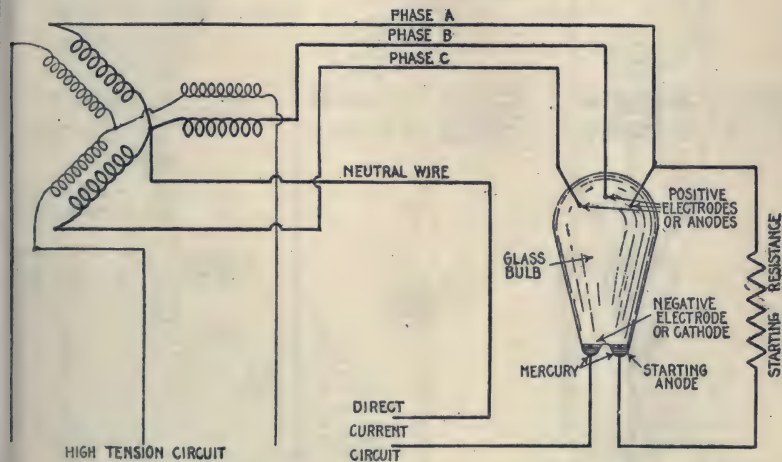 PHASE A
PHASE B
PHASE C
NEUTRAL WIRE
POSITIVE
ELECTRODES
OR ANODES
GLASS
BULB
NEGATIVE
ELECTRODE
OR CATHODE
STARTING RESISTANCE
MERCURY
STARTING
ANODE
DIRECT
CURRENT
CIRCUIT
HIGH TENSION CIRCUIT